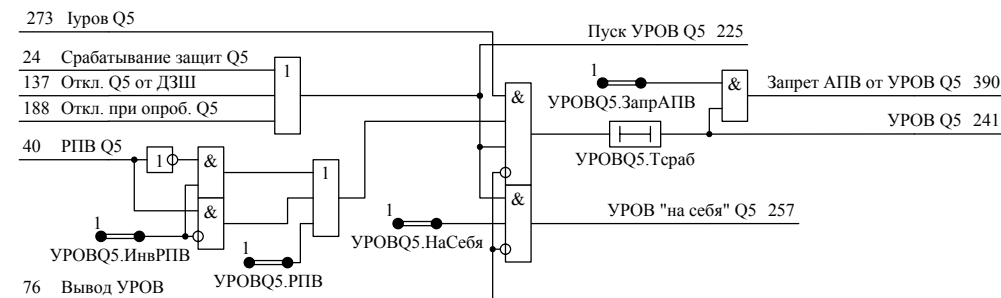 273 Iуров Q5
Пуск УРОВ Q5 225
24 Срабатывание защит Q5
137 Откл. Q5 от ДЗШ
188 Откл. при опроб. Q5
1
1
&
УРОВQ5.ЗапрАПВ
Запрет АПВ от УРОВ Q5 390
&
УРОВ Q5 241
УРОВQ5.Тсраб
40 РПВ Q5
1
&
1
&
&
1
УРОВQ5.НаСебя
УРОВ "на себя" Q5 257
1
УРОВQ5.ИнвРПВ
1
УРОВQ5.РПВ
76 Вывод УРОВ